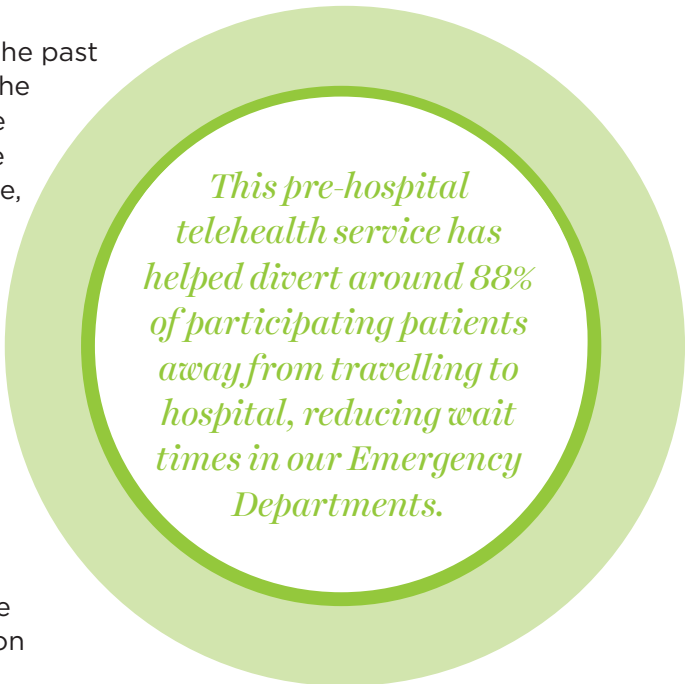 he past
he
e
e
e,
This pre-hospital
telehealth service has
helped divert around 88%
of participating patients
away from travelling to
hospital, reducing wait
times in our Emergency
Departments.
e
on